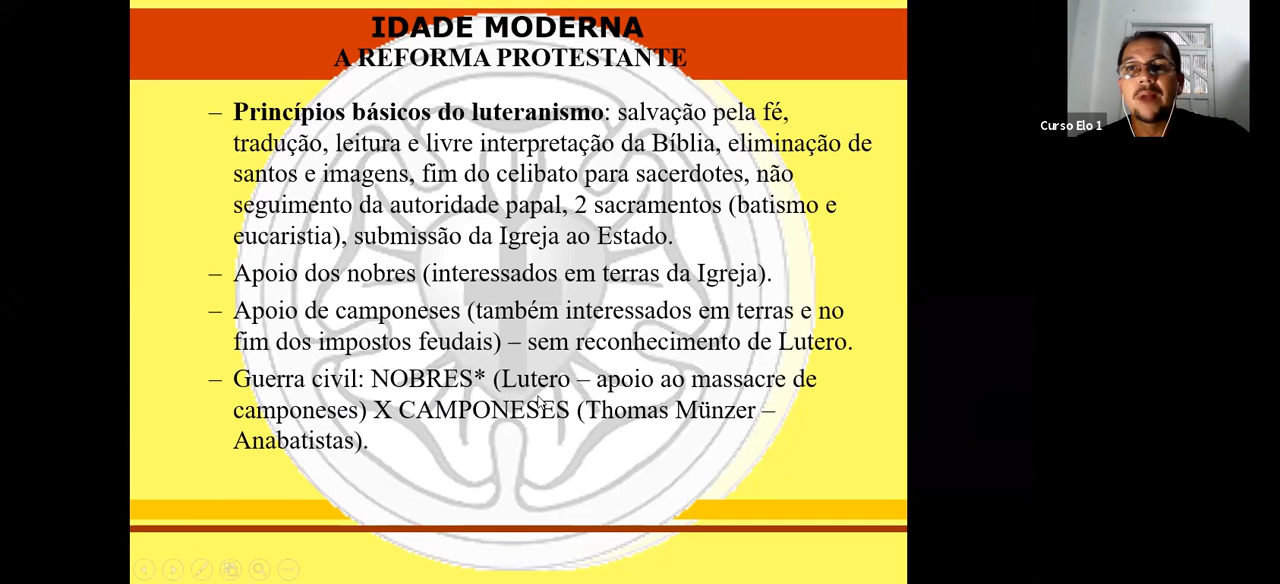 IDADE MODERNA
A REFORMA PROTESTANTE
– Princípios básicos do luteranismo: salvação pela fé,
tradução, leitura e livre interpretação da Bíblia, eliminação de
santos e imagens, fim do celibato para sacerdotes, não
seguimento da autoridade papal, 2 sacramentos (batismo e
eucaristia), submissão da Igreja ao Estado.
– Apoio dos nobres (interessados em terras da Igreja).
– Apoio de camponeses (também interessados em terras e no
fim dos impostos feudais) – sem reconhecimento de Lutero.
– Guerra civil: NOBRES* (Lutero – apoio ao massacre de
camponeses) X CAMPONESES (Thomas Münzer –
Anabatistas).
Curso Elo 1